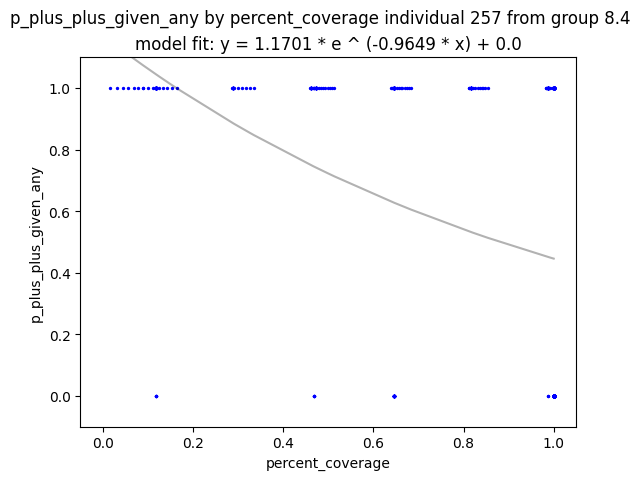 p_plus_plus_given_any by percent_coverage individual 257 from group 8.4
model fit: y = 1.1701 * e ^ (-0.9649 * x) + 0.0
1.0
0.8
0.6
0.4
0.2
0.0
p_plus_plus_given_any
0.0 0.2 0.4 0.6 0.8 1.0
percent_coverage